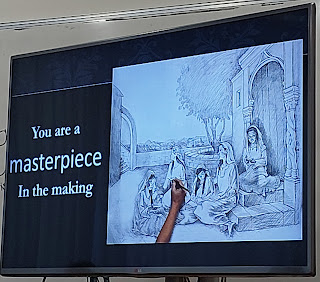 You are a
masterpiece
In the making